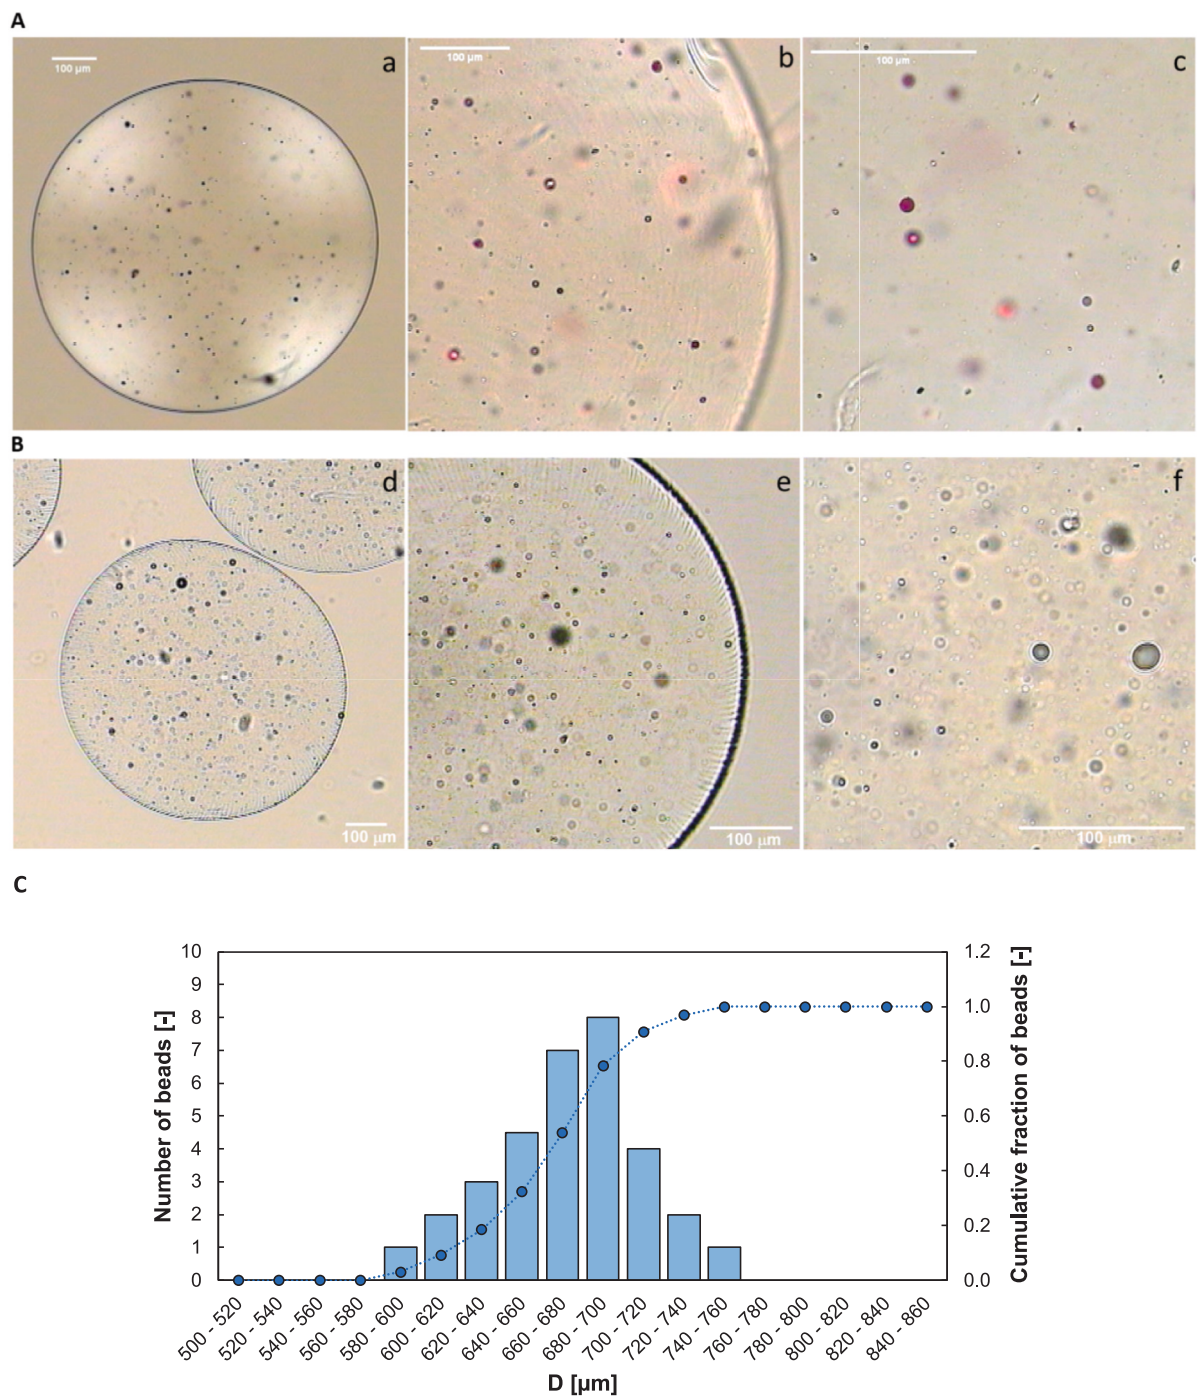 A
100 µm
a
100 µm
b
100 µm
c
B
d
100 µm
e
100 µm
f
100 µm
C
Number of beads [-]
10
9
8
7
6
5
4
3
2
1
0
Cumulative fraction of beads [-]
1.2
1.0
0.8
0.6
0.4
0.2
0.0
500 - 520
520 - 540
540 - 560
560 - 580
580 - 600
600 - 620
620 - 640
640 - 660
660 - 680
680 - 700
700 - 720
720 - 740
740 - 760
760 - 780
780 - 800
800 - 820
820 - 840
840 - 860
D [µm]